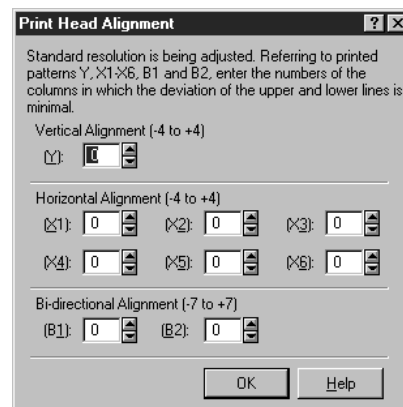 Print Head Alignment
Standard resolution is being adjusted. Referring to printed
patterns Y, X1-X6, B1 and B2, enter the numbers of the
columns in which the deviation of the upper and lower lines is
minimal.
Vertical Alignment (-4 to +4)
(Y): 0
Horizontal Alignment (-4 to +4)
(X1): 0 (X2): 0 (X3): 0
(X4): 0 (X5): 0 (X6): 0
Bi-directional Alignment (-7 to +7)
(B1): 0 (B2): 0
OK Help